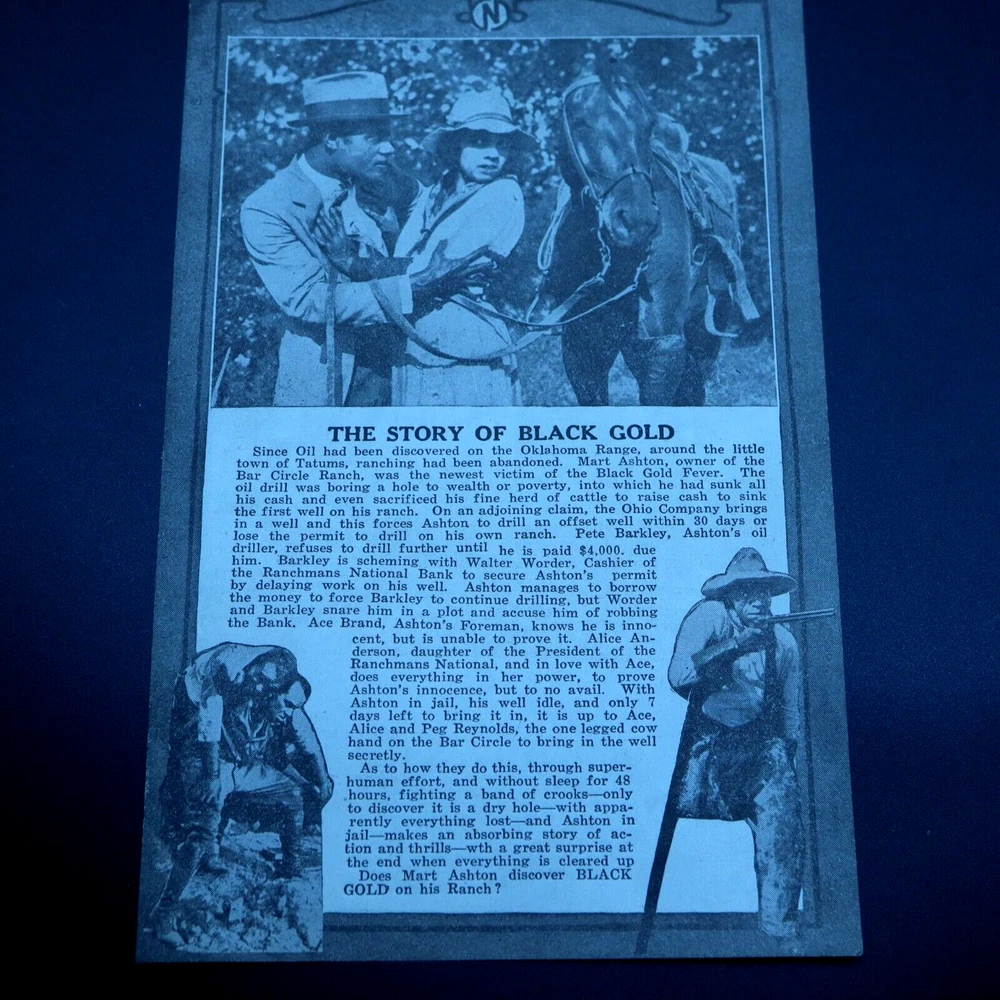 N
THE STORY OF BLACK GOLD
Since Oil had been discovered on the Oklahoma Range, around the little
town of Tatums, ranching had been abandoned. Mart Ashton, owner of the
Bar Circle Ranch, was the newest victim of the Black Gold Fever. The
oil drill was boring a hole to wealth or poverty, into which he had sunk all
his cash and even sacrificed his fine herd of cattle to raise cash to sink
the first well on his ranch. On an adjoining claim, the Ohio Company brings
in a well and this forces Ashton to drill an offset well within 30 days or
lose the permit to drill on his own ranch. Pete Barkley, Ashton's oil
driller, refuses to drill further until he is paid $4,000. due
him. Barkley is scheming with Walter Worder, Cashier of
the Ranchmans National Bank to secure Ashton's permit
by delaying work on his well. Ashton manages to borrow
the money to force Barkley to continue drilling, but Worder
and Barkley snare him in a plot and accuse him of robbing
the Bank. Ace Brand, Ashton's Foreman, knows he is inno-
cent, but is unable to prove it. Alice An-
derson, daughter of the President of the
Ranchmans National, and in love with Ace,
does everything in her power, to prove
Ashton's innocence, but to no avail. With
Ashton in jail, his well idle, and only 7
days left to bring it in, it is up to Ace,
Alice and Peg Reynolds, the one legged cow
hand on the Bar Circle to bring in the well
secretly.
As to how they do this, through super-
human effort, and without sleep for 48
hours, fighting a band of crooks—only
to discover it is a dry hole—with appa-
rently everything lost—and Ashton in
jail—makes an absorbing story of ac-
tion and thrills—wth a great surprise at
the end when everything is cleared up
Does Mart Ashton discover BLACK
GOLD on his Ranch?